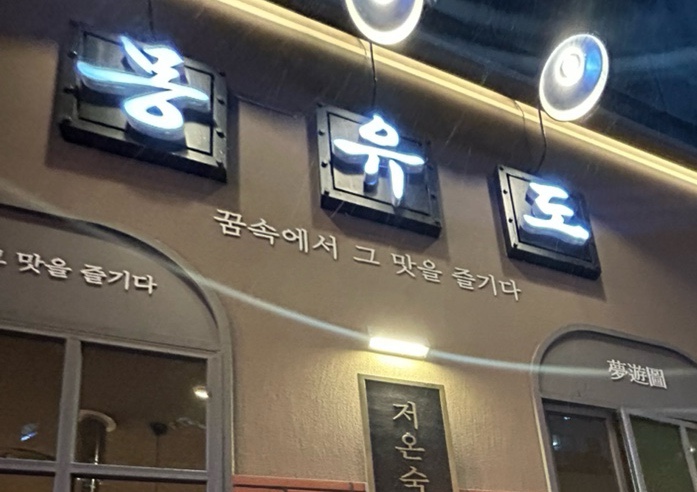 몽유도
꿈속에서 그 맛을 즐기다
그 맛을 즐기다
夢遊圖
저온숙